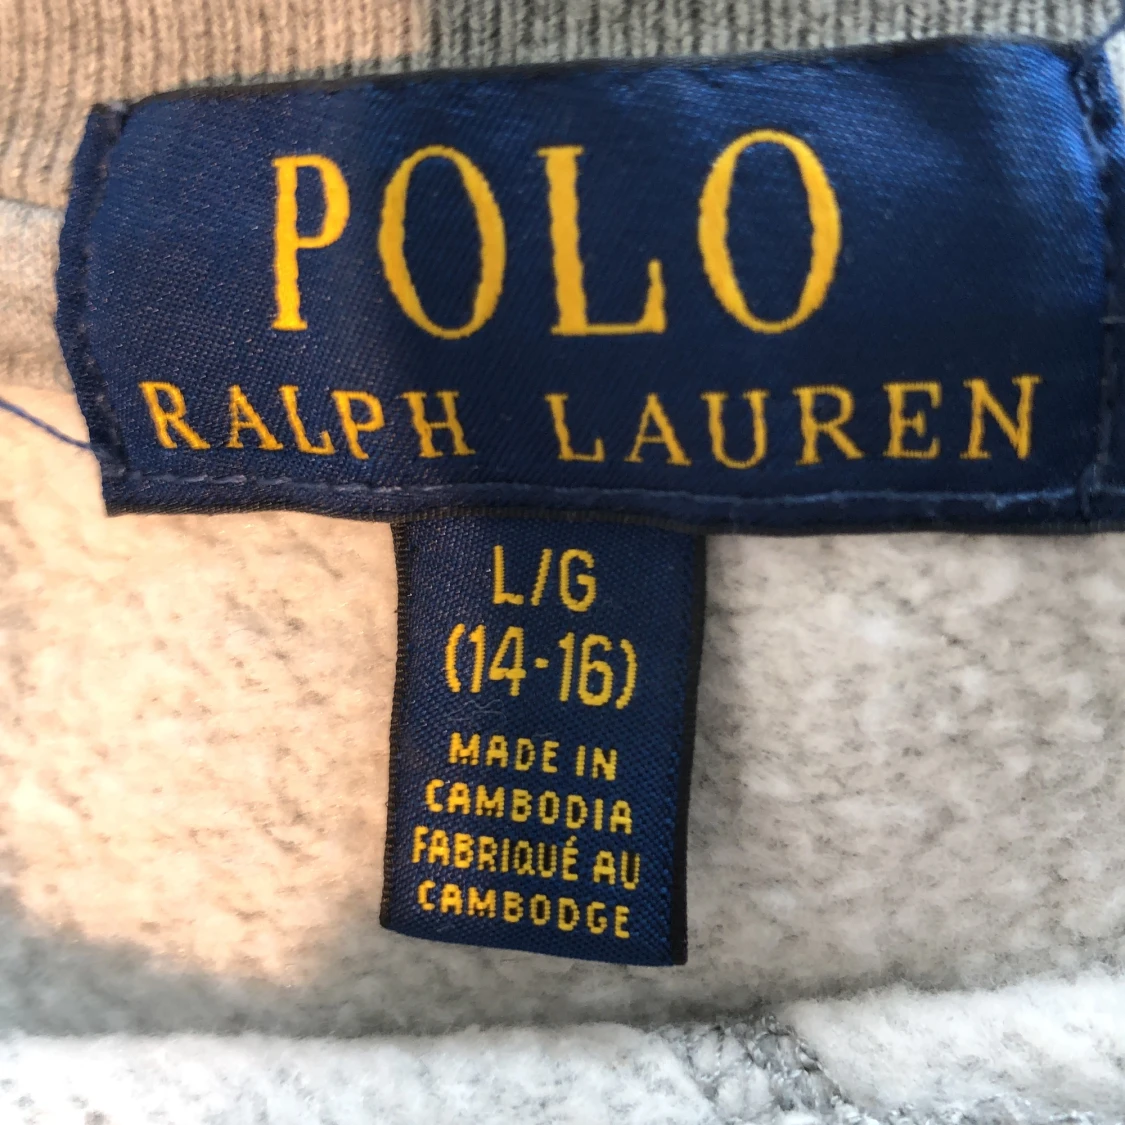 POLO
RALPH LAUREN
L/G
(14-16)
MADE IN
CAMBODIA
FABRIQUÉ AU
CAMBODGE